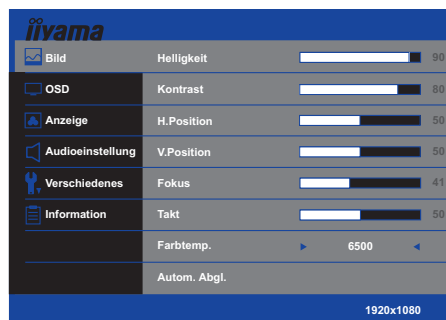 iiyama
Bild Helligkeit 90
OSD Kontrast 80
Anzeige H.Position 50
Audioeinstellung V.Position 50
Verschiedenes Fokus 41
Information Takt 50
Farbtemp. 6500
Autom. Abgl.
1920x1080